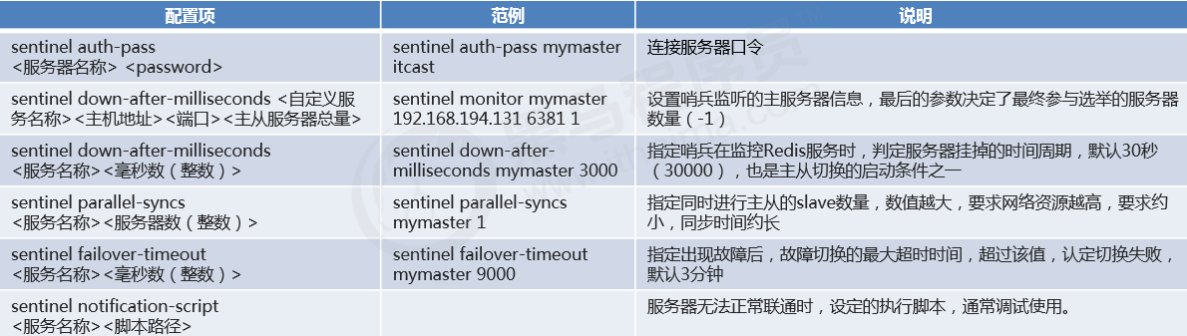 配置项 范例 说明
sentinel auth-pass
<服务器名称> <password>
sentinel auth-pass mymaster
itcast
连接服务器口令
sentinel down-after-milliseconds <自定义服
务名称><主机地址><端口><主从服务器总量>
sentinel monitor mymaster
192.168.194.131 6381 1
设置哨兵监听的主服务器信息，最后的参数决定了最终参与选举的服务器
数量（-1）
sentinel down-after-milliseconds
<服务名称><毫秒数（整数）>
sentinel down-after-
milliseconds mymaster 3000
指定哨兵在监控Redis服务时，判定服务器挂掉的时间周期，默认30秒
（30000），也是主从切换的启动条件之一
sentinel parallel-syncs
<服务名称><服务器数（整数）>
sentinel parallel-syncs
mymaster 1
指定同时进行主从的slave数量，数值越大，要求网络资源越高，要求约
小，同步时间约长
sentinel failover-timeout
<服务名称><毫秒数（整数）>
sentinel failover-timeout
mymaster 9000
指定出现故障后，故障切换的最大超时时间，超过该值，认定切换失败，
默认3分钟
sentinel notification-script
<服务名称><脚本路径>
服务器无法正常联通时，设定的执行脚本，通常调试使用。
黑马程序员